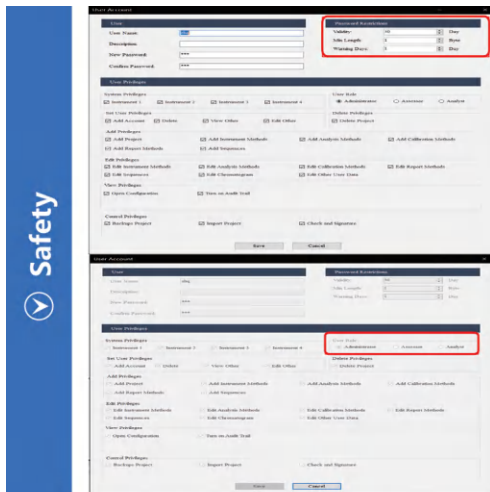 Safety
User Account
User
Password Restrictions
User Name:
Validity:
Day
Description
Min Length:
Byte
New Password:
***
Warning Days:
Day
Confirm Password:
***
User Privileges
System Privileges
User Role
Instrument 1
Instrument 2
Instrument 3
Instrument 4
Administrator
Assessor
Analyst
Set User Privileges
Delete Privileges
Add Account
Delete
View Other
Edit Other
Delete Project
Add Privileges
Add Project
Add Instrument Methods
Add Analysis Methods
Add Calibration Methods
Add Report Methods
Add Sequences
Edit Privileges
Edit Instrument Methods
Edit Analysis Methods
Edit Calibration Methods
Edit Report Methods
Edit Sequences
Edit Chromatogram
Edit Other User Data
View Privileges
Open Configuration
Turn on Audit Trail
Control Privileges
Backups Project
Import Project
Check and Signature
Save
Cancel
User Account
User
Password Restrictions
User Name:
Validity:
Day
Description:
Min Length:
Byte
New Password:
***
Warning Days:
Day
Confirm Password:
***
User Privileges
System Privileges
User Role
Instrument 1
Instrument 2
Instrument 3
Instrument 4
Administrator
Assessor
Analyst
Set User Privileges
Delete Privileges
Add Account
Delete
View Other
Edit Other
Delete Project
Add Privileges
Add Project
Add Instrument Methods
Add Analysis Methods
Add Calibration Methods
Add Report Methods
Add Sequences
Edit Privileges
Edit Instrument Methods
Edit Analysis Methods
Edit Calibration Methods
Edit Report Methods
Edit Sequences
Edit Chromatogram
Edit Other User Data
View Privileges
Open Configuration
Turn on Audit Trail
Control Privileges
Backups Project
Import Project
Check and Signature
Save
Cancel